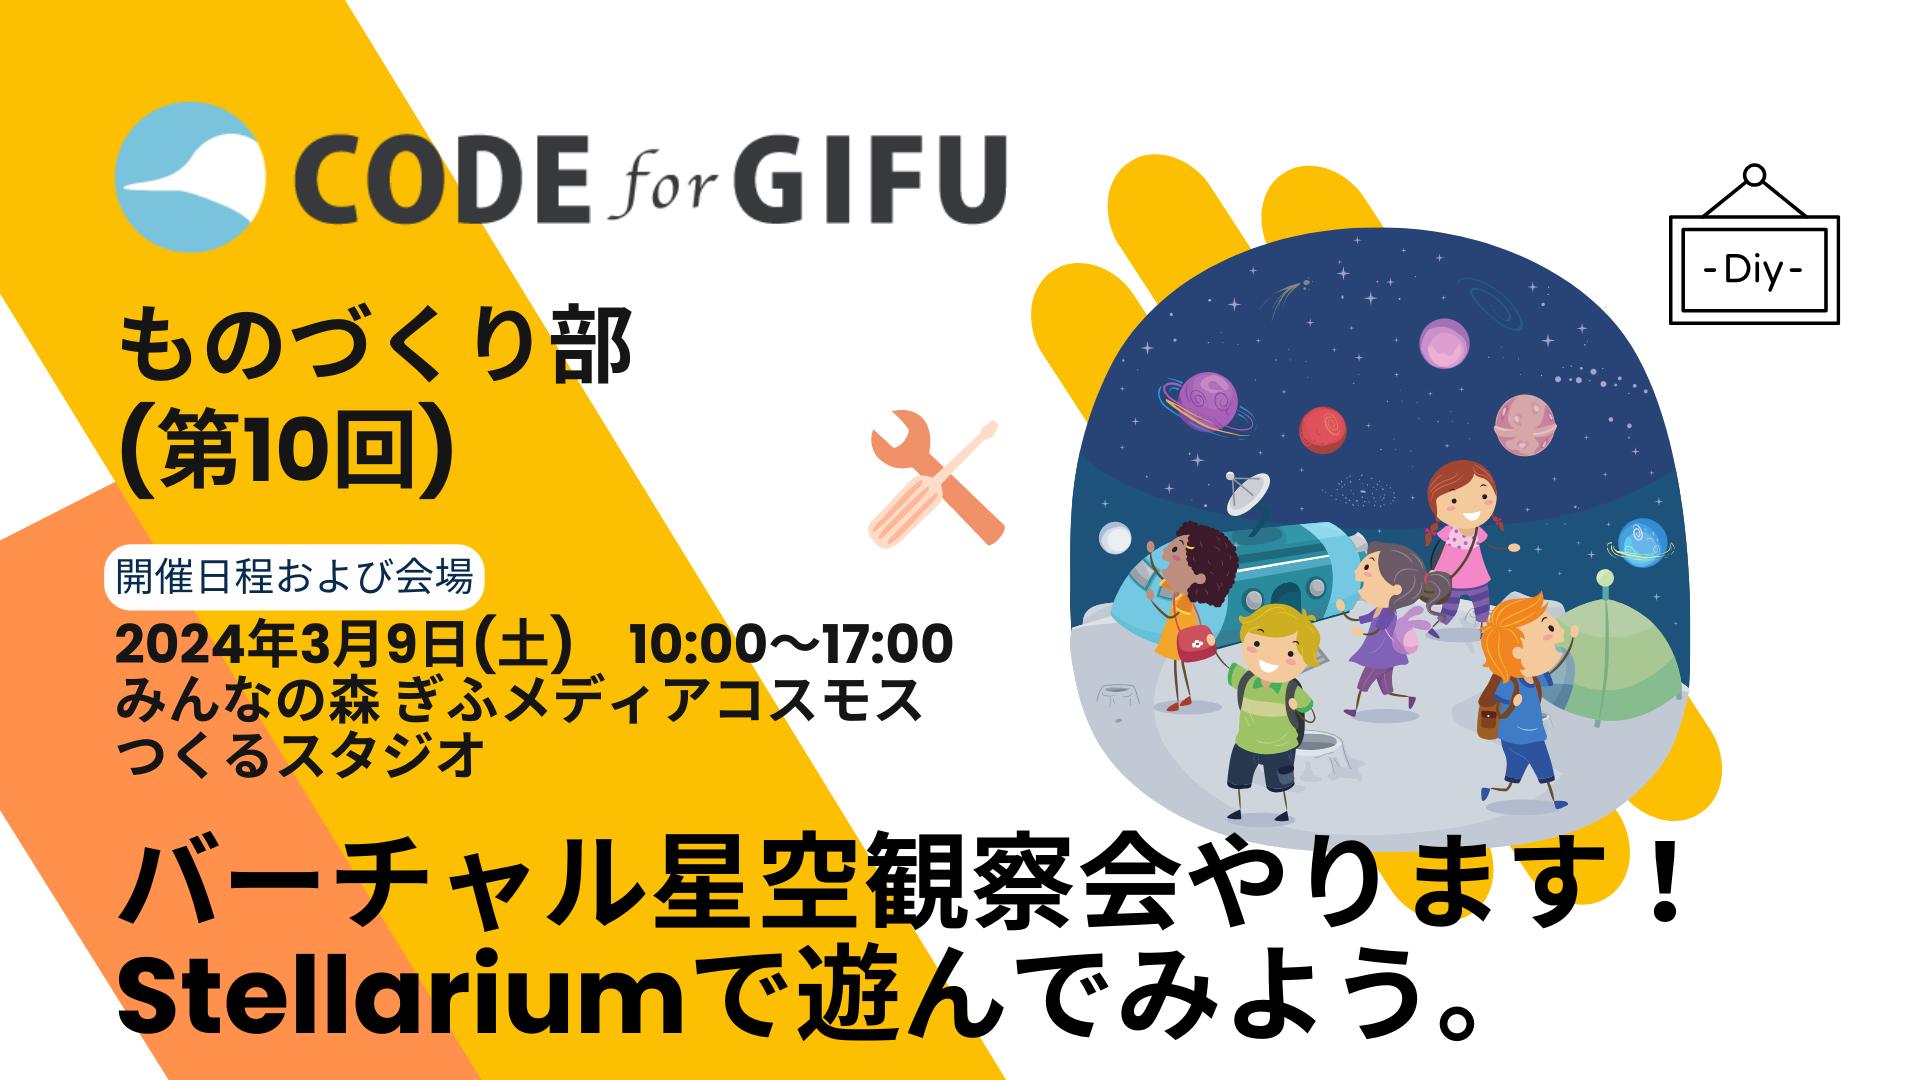 CODE for GIFU
ものづくり部
(第10回)
-Diy-
開催日程および会場
2024年3月9日(土)　10:00〜17:00
みんなの森 ぎふメディアコスモス
つくるスタジオ
バーチャル星空観察会やります！
Stellariumで遊んでみよう。